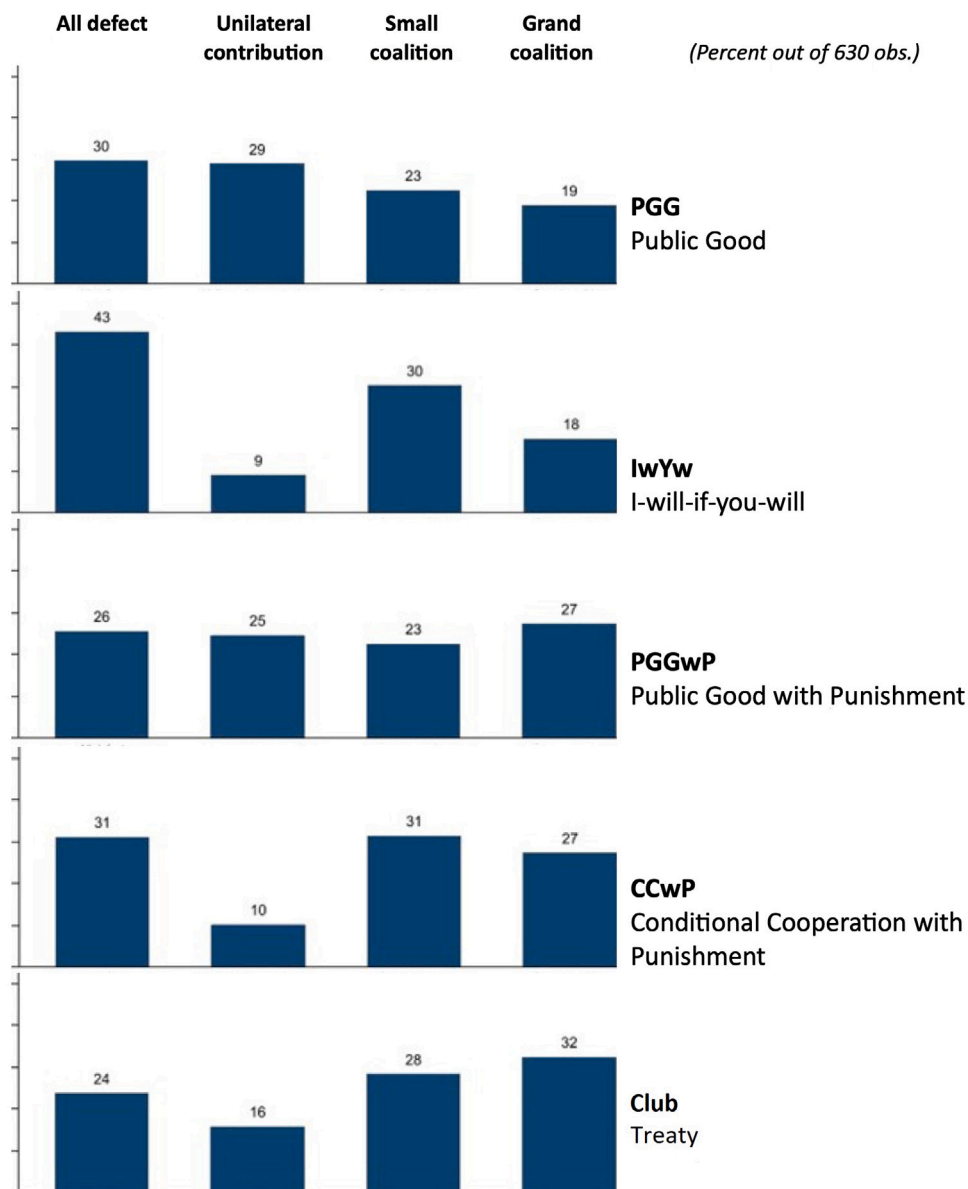 All defect
Unilateral
contribution
Small
coalition
Grand
coalition
(Percent out of 630 obs.)
30
29
23
19
PGG
Public Good
43
9
30
18
IwYw
I-will-if-you-will
26
25
23
27
PGGwP
Public Good with Punishment
31
10
31
27
CCwP
Conditional Cooperation with
Punishment
24
16
28
32
Club
Treaty